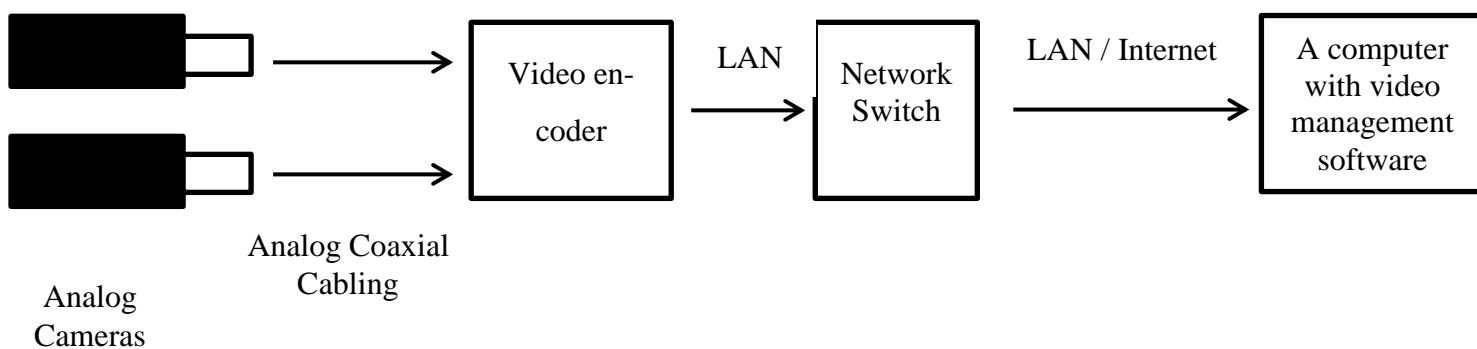 Video en-
coder
LAN
Network
Switch
LAN / Internet
A computer
with video
management
software
Analog Coaxial
Cabling
Analog
Cameras